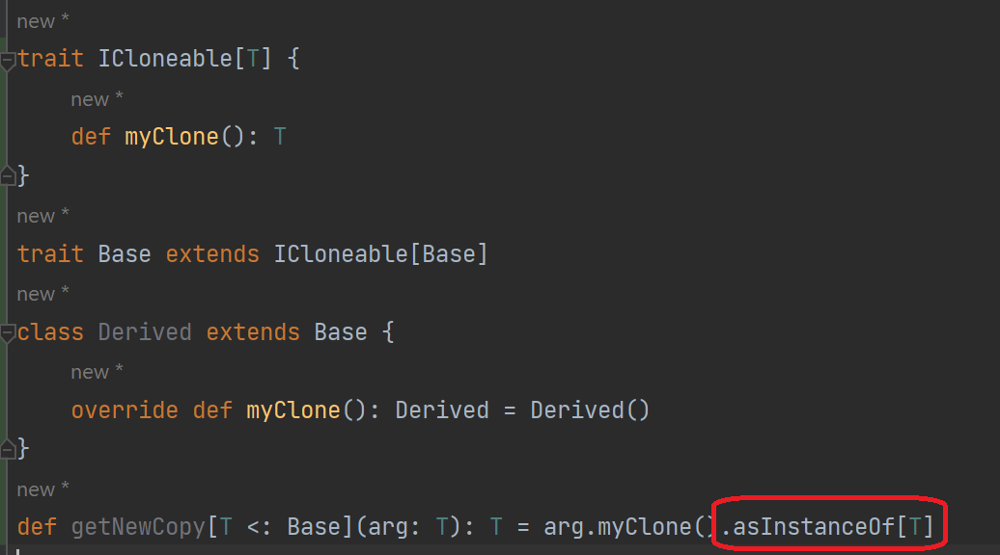 new *
trait ICloneable[T] {
new *
def myClone(): T
}
new *
trait Base extends ICloneable[Base]
new *
class Derived extends Base {
new *
override def myClone(): Derived = Derived()
}
new *
def getNewCopy[T <: Base](arg: T): T = arg.myClone().asInstanceOf[T]